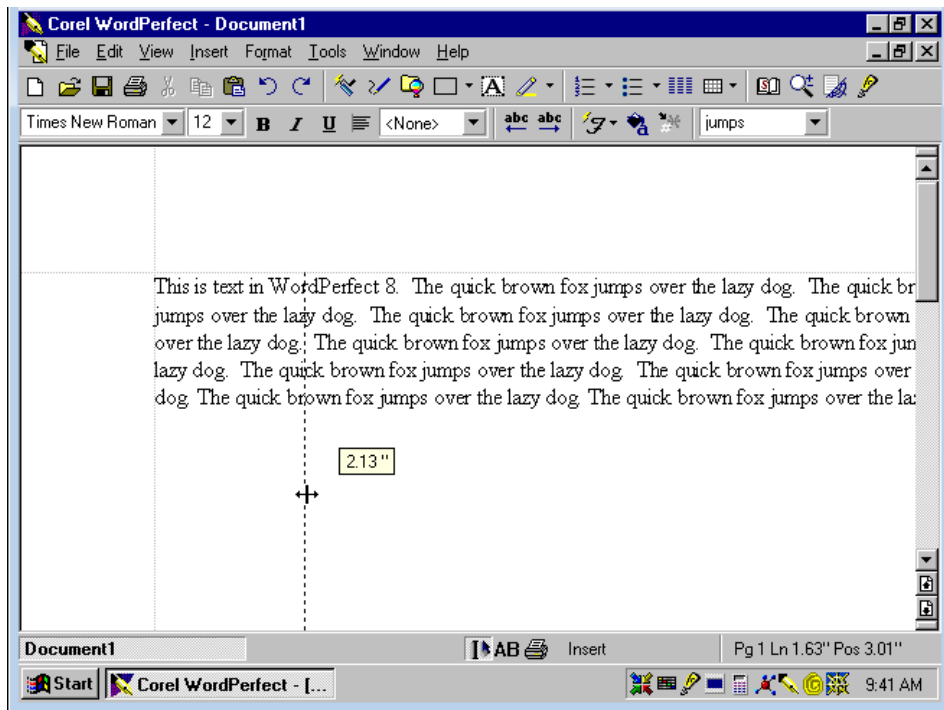 Corel WordPerfect - Document1
File Edit View Insert Format Tools Window Help
Times New Roman 12 B I U <None> abc abc jumps
This is text in WordPerfect 8. The quick brown fox jumps over the lazy dog. The quick br
jumps over the lazy dog. The quick brown fox jumps over the lazy dog. The quick brown
over the lazy dog. The quick brown fox jumps over the lazy dog. The quick brown fox jun
lazy dog. The quick brown fox jumps over the lazy dog. The quick brown fox jumps over
dog. The quick brown fox jumps over the lazy dog. The quick brown fox jumps over the la
2.13"
Document1 AB Insert Pg 1 Ln 1.63" Pos 3.01"
Start Corel WordPerfect - [... 9:41 AM